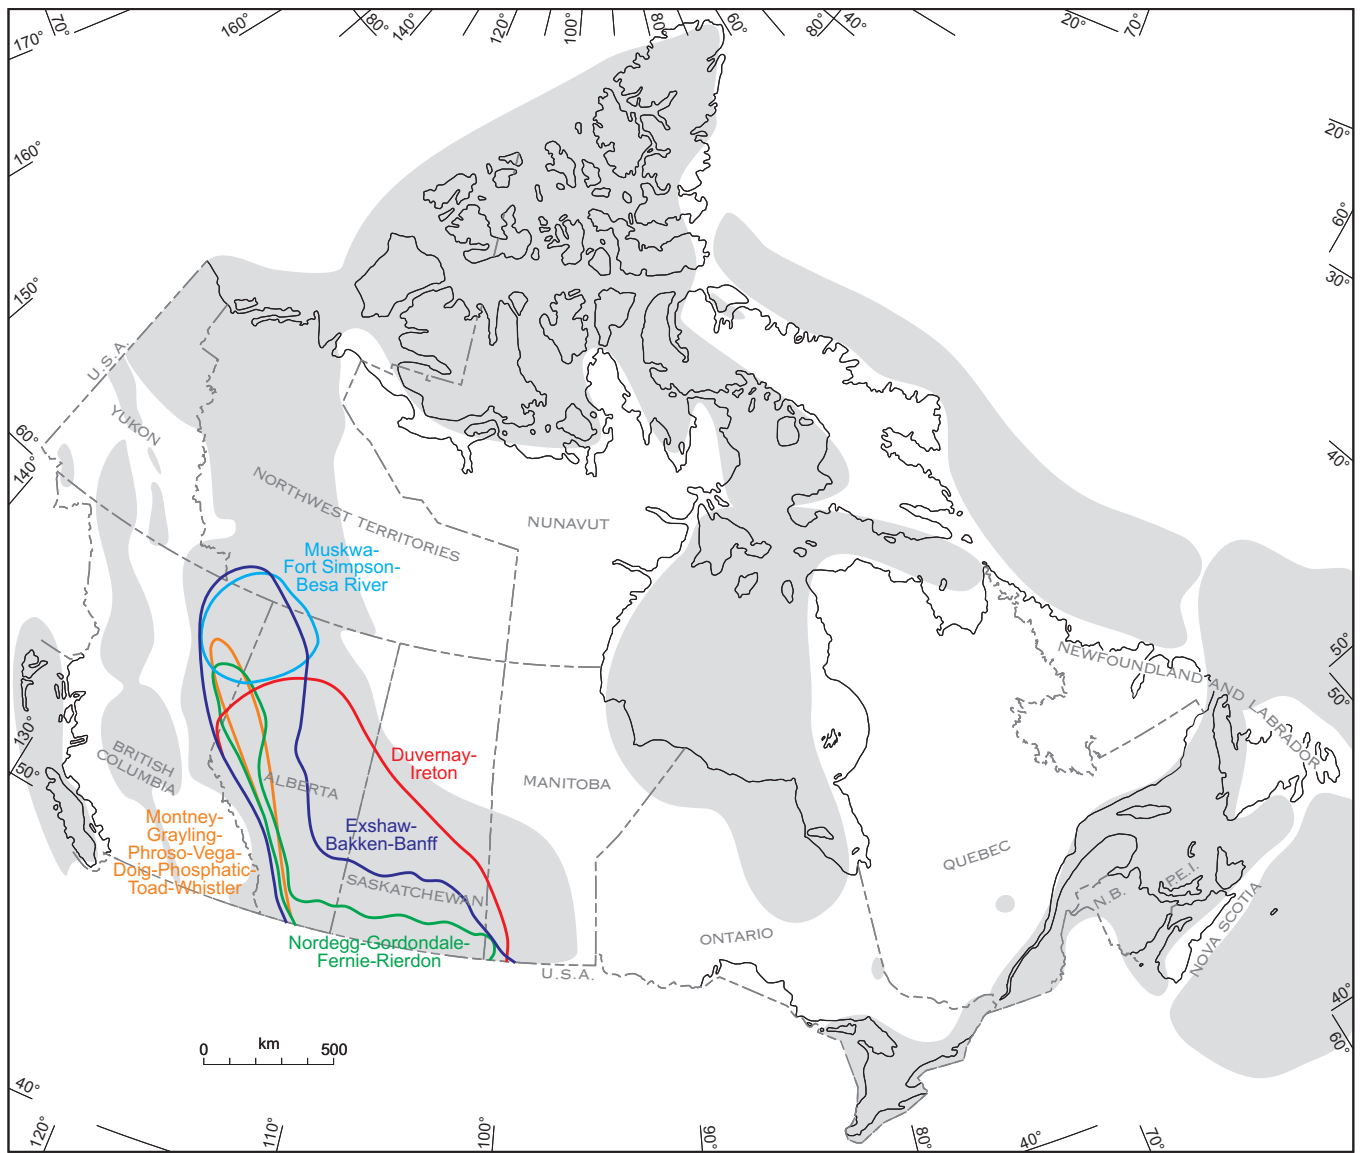 70°
160°
80°
140°
120°
100°
80°
60°
80°
40°
20°
70°
170°
160°
150°
60°
140°
130°
50°
40°
20°
60°
30°
40°
50°
50°
40°
60°
U.S.A.
YUKON
NORTHWEST TERRITORIES
NUNAVUT
Muskwa-
Fort Simpson-
Besa River
NEWFOUNDLAND AND LABRADOR
BRITISH
COLUMBIA
ALBERTA
Duvernay-
Ireton
MANITOBA
Montney-
Grayling-
Phroso-Vega-
Doig-Phosphatic-
Toad-Whistler
Exshaw-
Bakken-Banff
SASKATCHEWAN
QUEBEC
P.E.I.
N.B.
NOVA SCOTIA
ONTARIO
Nordegg-Gordondale-
Fernie-Rierdon
U.S.A.
0 km 500
120°
110°
100°
90°
80°
40°
70°